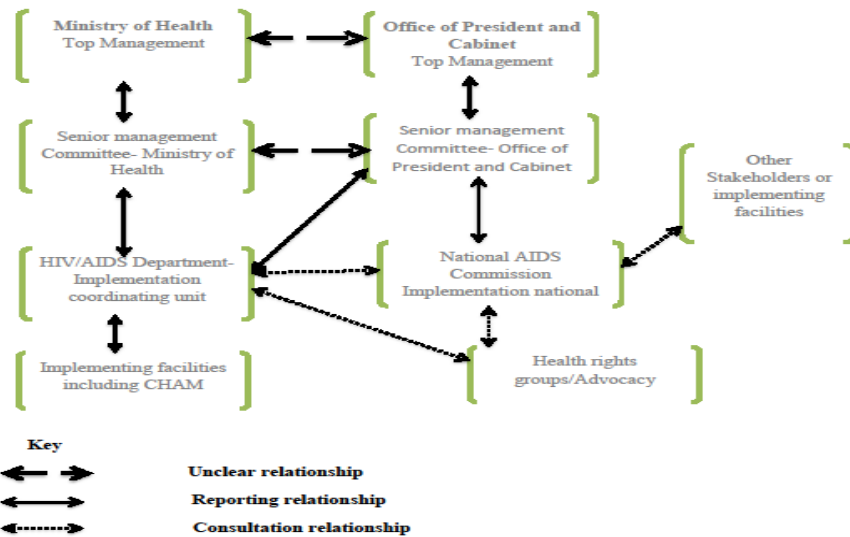 Ministry of Health
Top Management
Office of President and
Cabinet
Top Management
Senior management
Committee- Ministry of
Health
Senior management
Committee- Office of
President and Cabinet
Other
Stakeholders or
implementing
facilities
HIV/AIDS Department-
Implementation
coordinating unit
National AIDS
Commission
Implementation national
Implementing facilities
including CHAM
Health rights
groups/Advocacy
Key
Unclear relationship
Reporting relationship
Consultation relationship